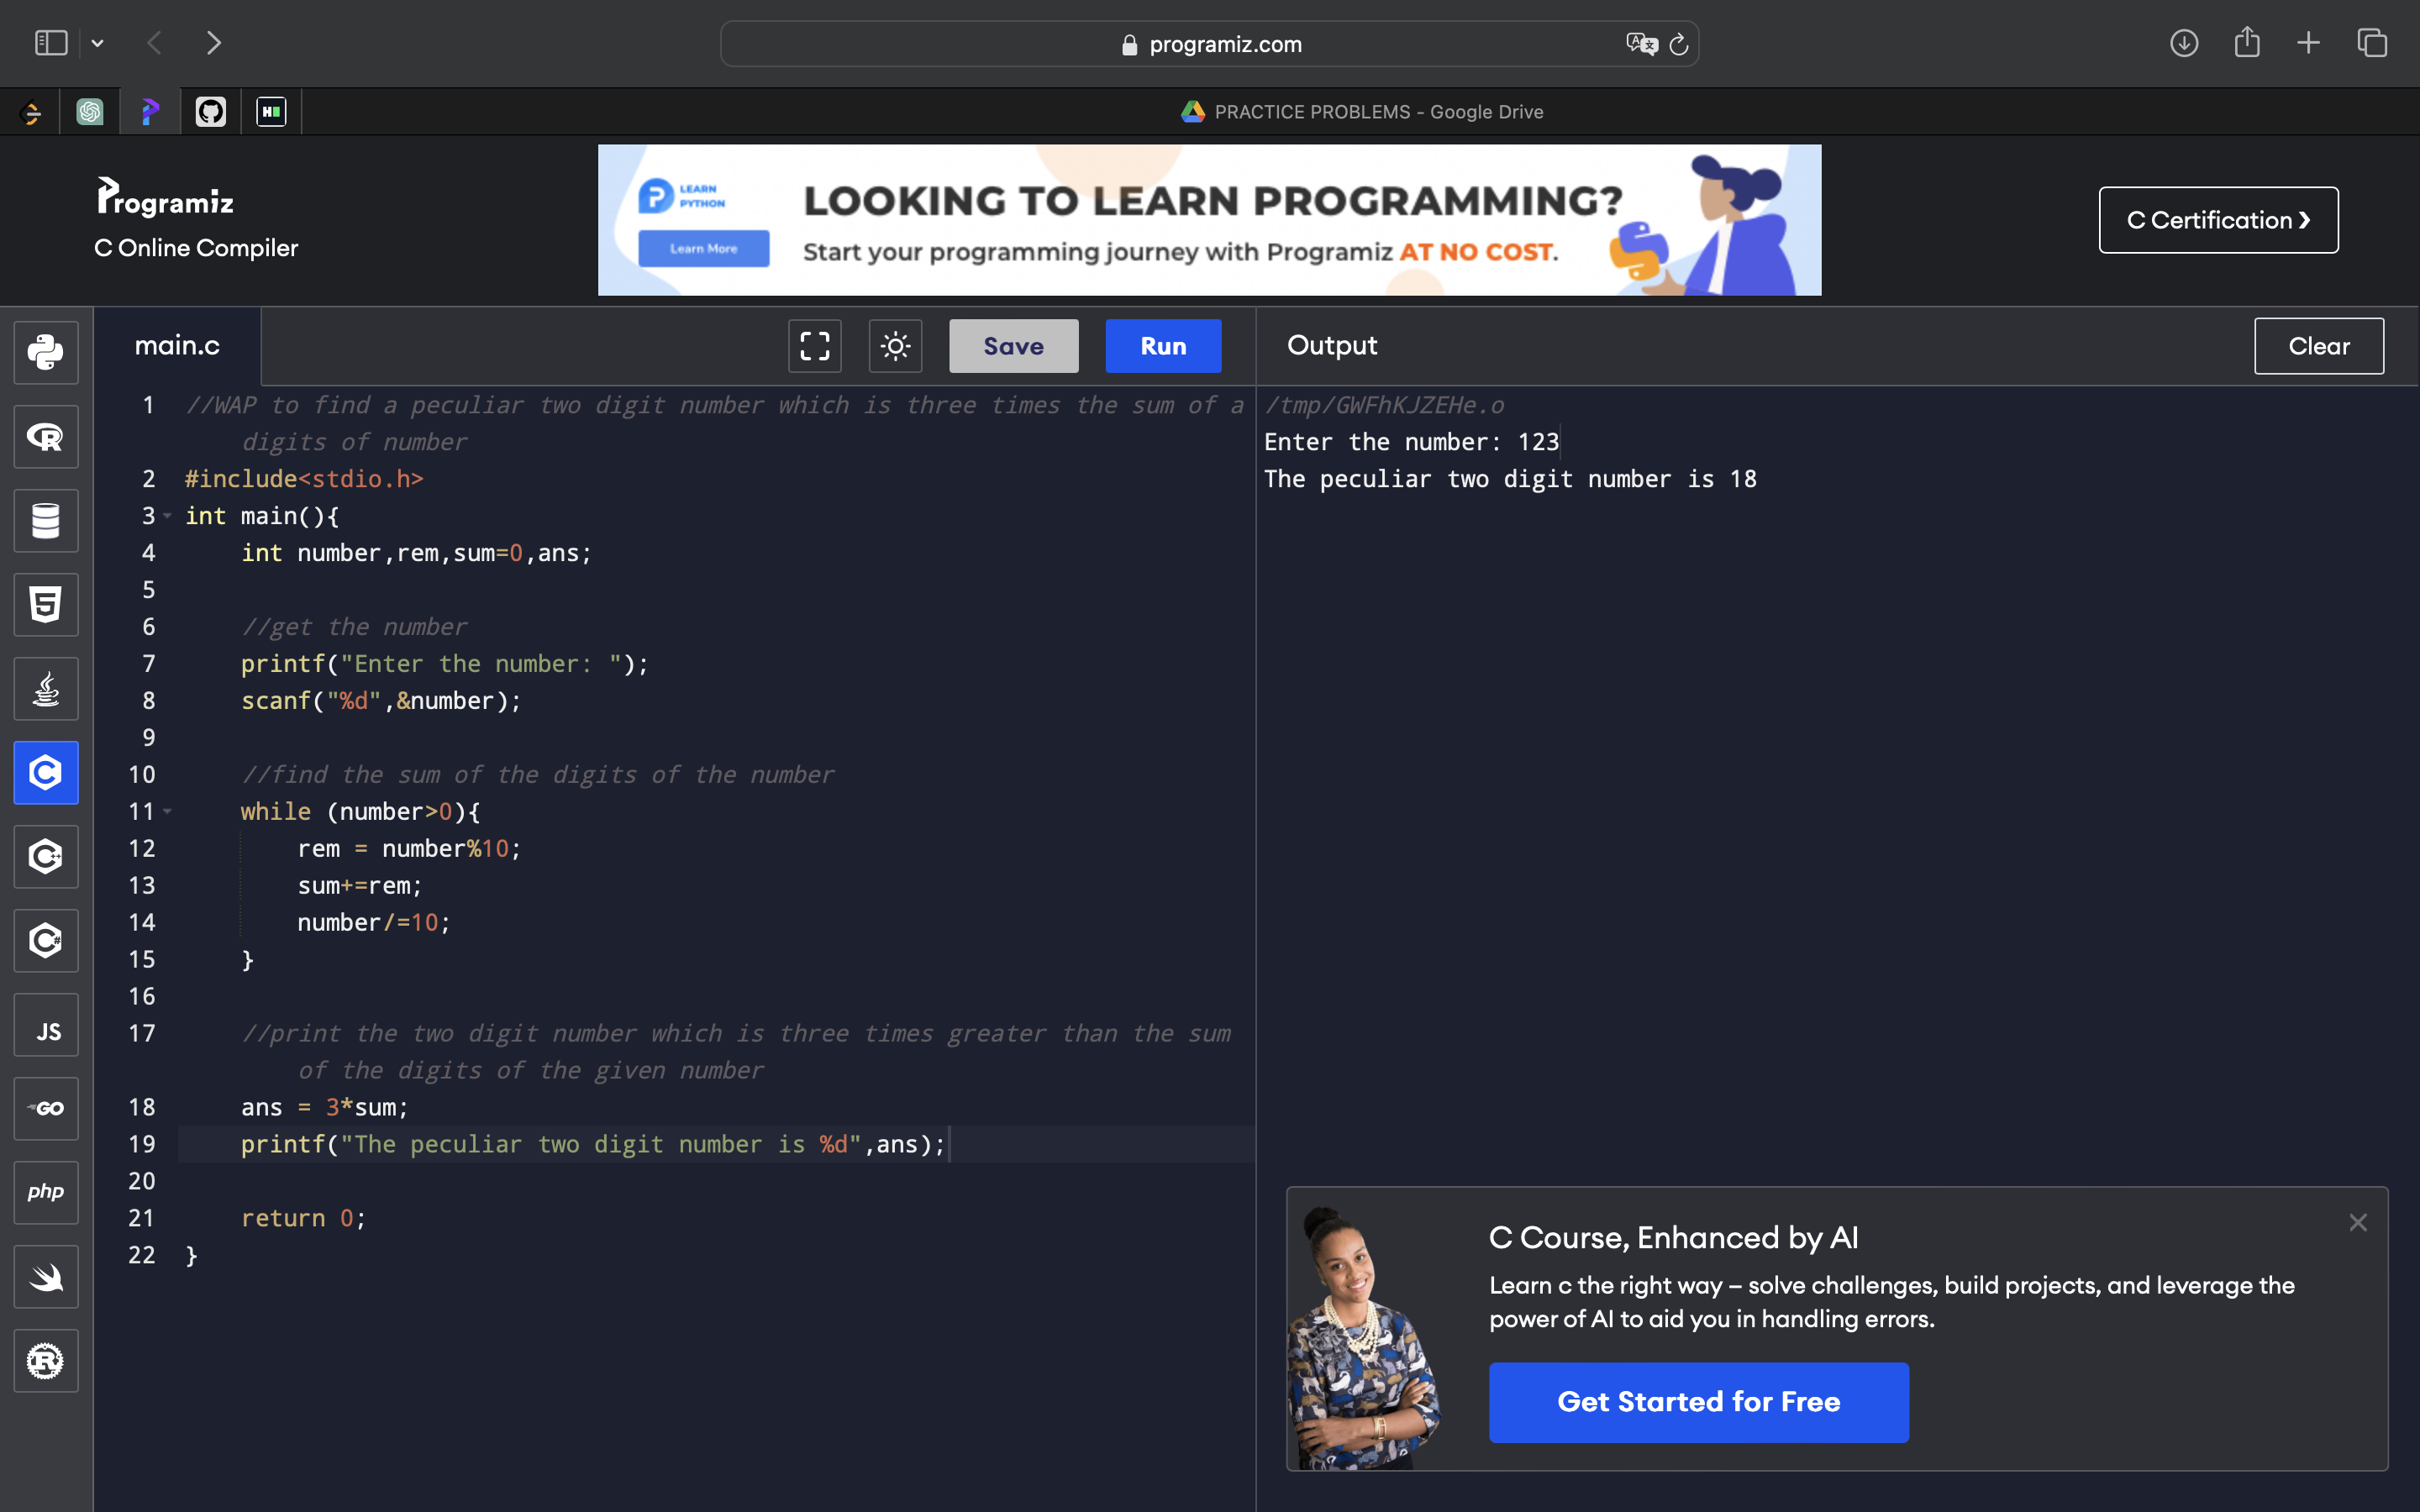 programiz.com
PRACTICE PROBLEMS - Google Drive
Programiz
C Online Compiler
LEARN
PYTHON
Learn More
LOOKING TO LEARN PROGRAMMING?
Start your programming journey with Programiz AT NO COST.
C Certification ❯
main.c
Save
Run
Output
Clear
1 //WAP to find a peculiar two digit number which is three times the sum of a
digits of number
2 #include<stdio.h>
3 int main(){
4 int number,rem,sum=0,ans;
5
6 //get the number
7 printf("Enter the number: ");
8 scanf("%d",&number);
9
10 //find the sum of the digits of the number
11 while (number>0){
12 rem = number%10;
13 sum+=rem;
14 number/=10;
15 }
16
17 //print the two digit number which is three times greater than the sum
of the digits of the given number
18 ans = 3*sum;
19 printf("The peculiar two digit number is %d",ans);
20
21 return 0;
22 }
/tmp/GWFhKJZEHe.o
Enter the number: 123
The peculiar two digit number is 18
JS
GO
php
C Course, Enhanced by AI
Learn c the right way – solve challenges, build projects, and leverage the
power of AI to aid you in handling errors.
Get Started for Free